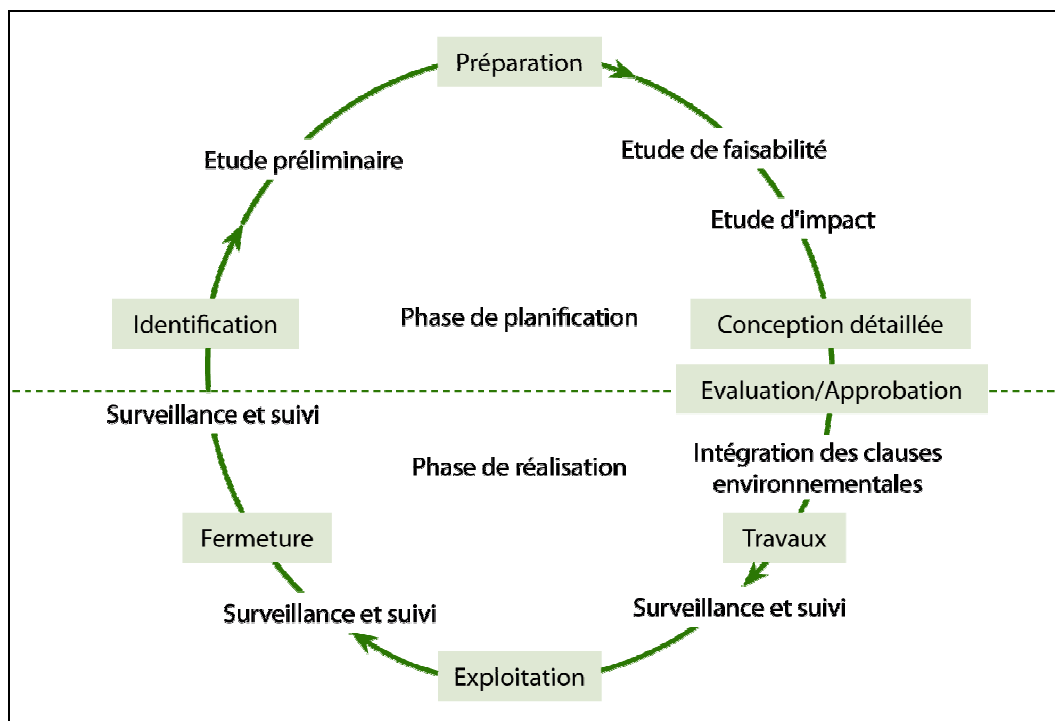 Préparation
Etude préliminaire
Etude de faisabilité
Etude d'impact
Identification
Phase de planification
Conception détaillée
Evaluation/Approbation
Surveillance et suivi
Phase de réalisation
Intégration des clauses
environnementales
Fermeture
Travaux
Surveillance et suivi
Surveillance et suivi
Exploitation